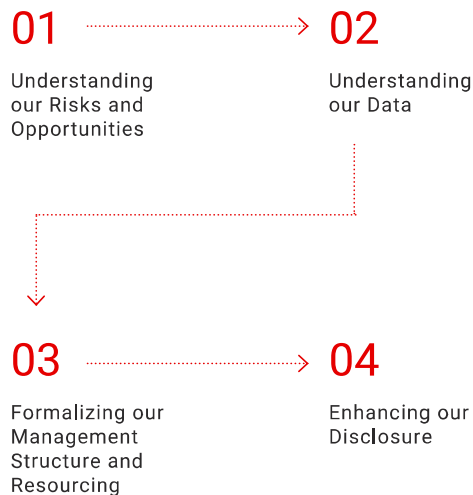 01
Understanding
our Risks and
Opportunities
02
Understanding
our Data
03
Formalizing our
Management
Structure and
Resourcing
04
Enhancing our
Disclosure